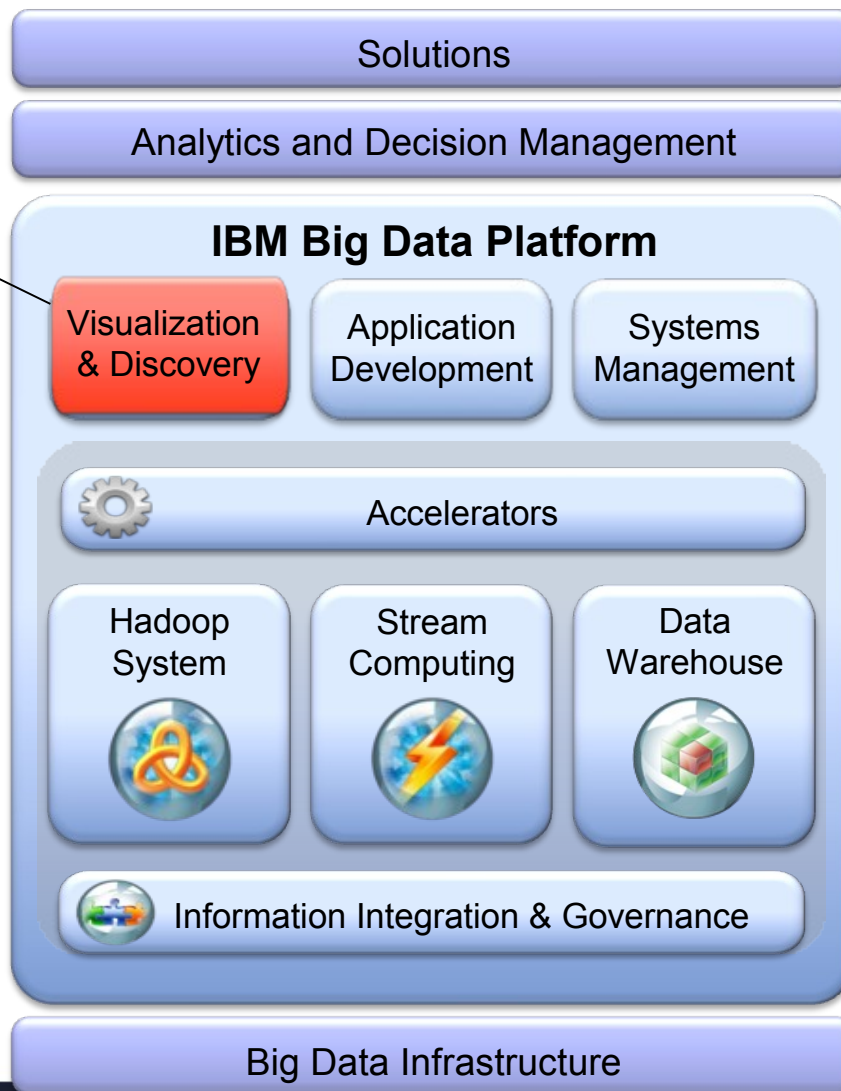 Solutions
Analytics and Decision Management
IBM Big Data Platform
Visualization
& Discovery
Application
Development
Systems
Management
Accelerators
Hadoop
System
Stream
Computing
Data
Warehouse
Information Integration & Governance
Big Data Infrastructure